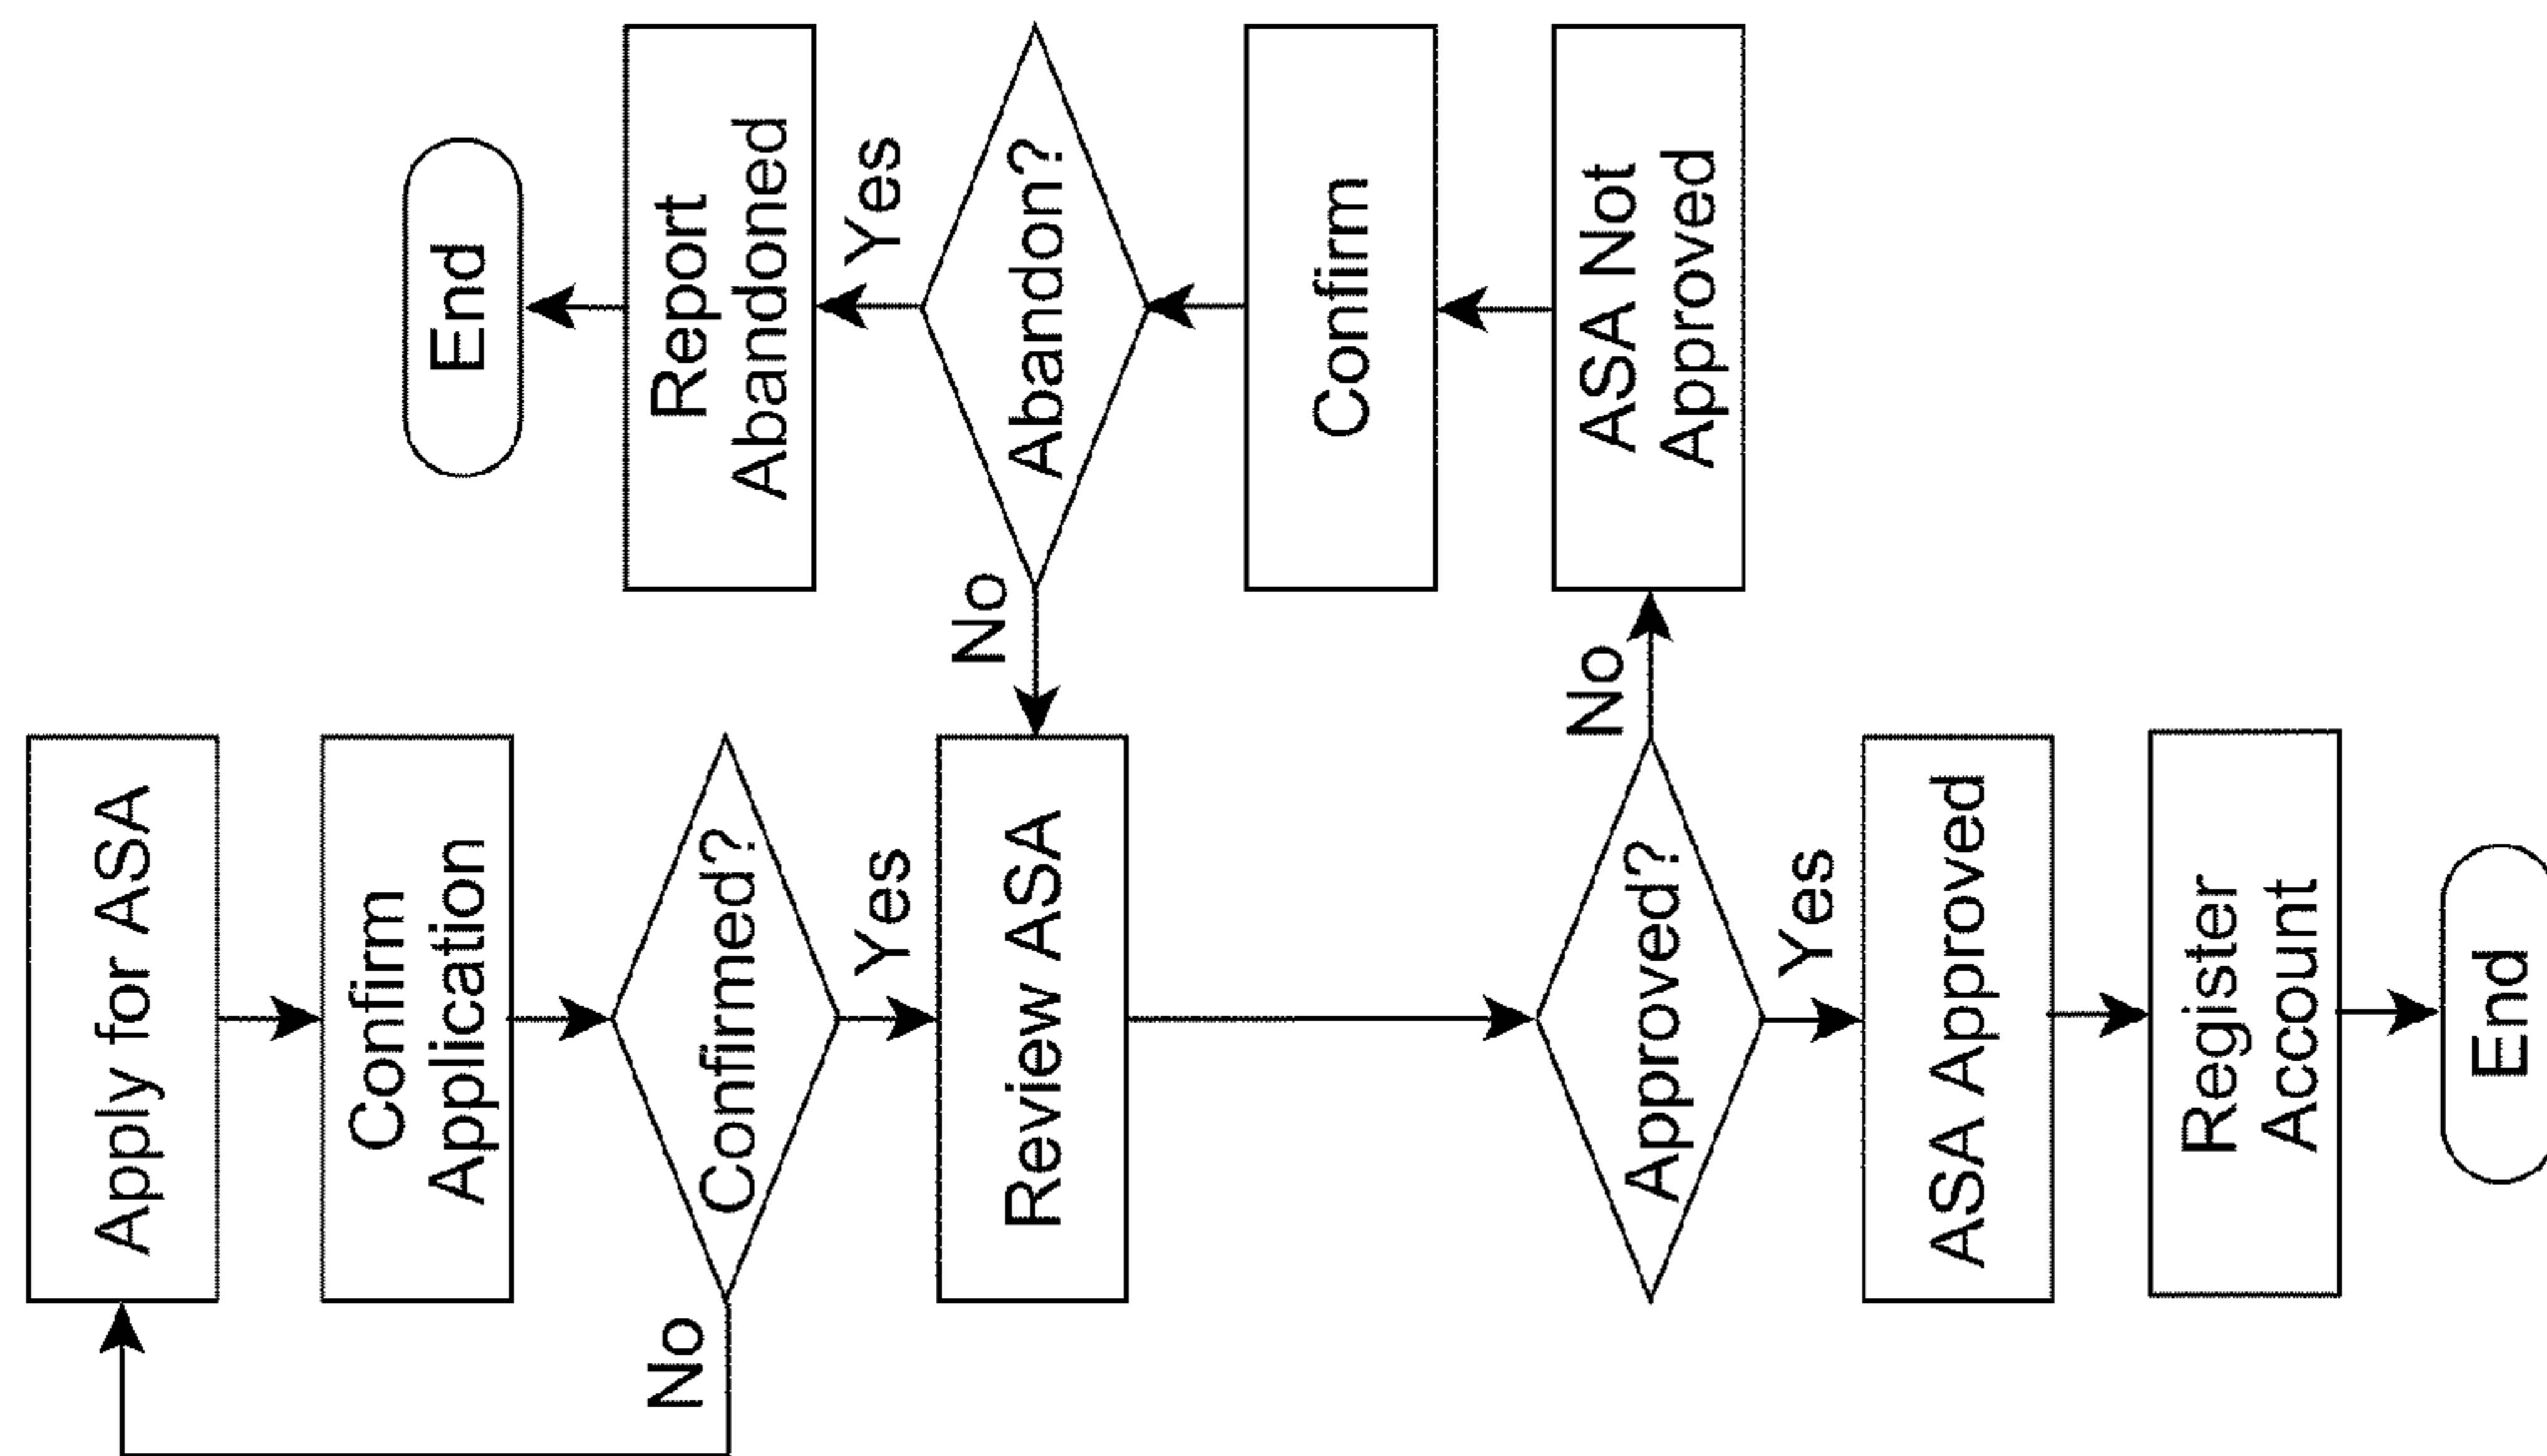 Apply for ASA
Confirm
Application
Confirmed?
No
Yes
Review ASA
Approved?
No
Yes
ASA Approved
Register
Account
End
End
Report
Abandoned
Yes
Abandon?
No
Confirm
ASA Not
Approved